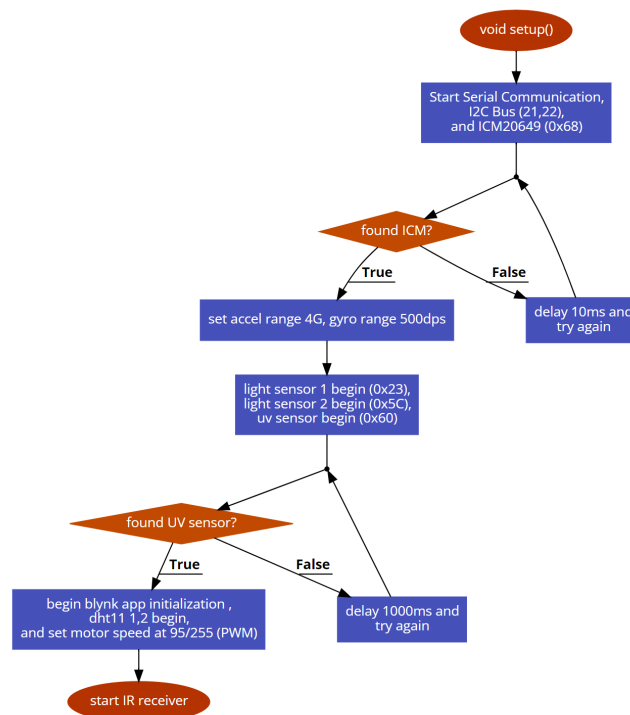 void setup()
Start Serial Communication,
I2C Bus (21,22),
and ICM20649 (0x68)
found ICM?
True
False
set accel range 4G, gyro range 500dps
delay 10ms and
try again
light sensor 1 begin (0x23),
light sensor 2 begin (0x5C),
uv sensor begin (0x60)
found UV sensor?
True
False
begin blynk app initialization ,
dht11 1,2 begin,
and set motor speed at 95/255 (PWM)
delay 1000ms and
try again
start IR receiver